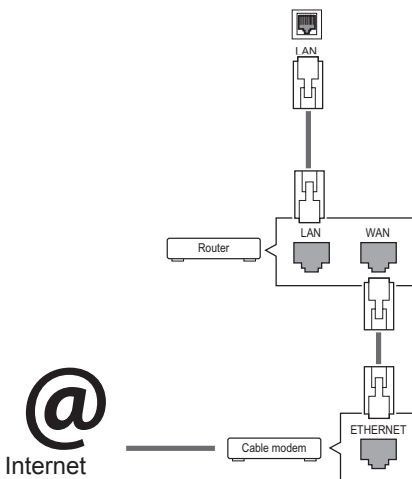 LAN
LAN WAN
Router
@
ETHERNET
Cable modem
Internet